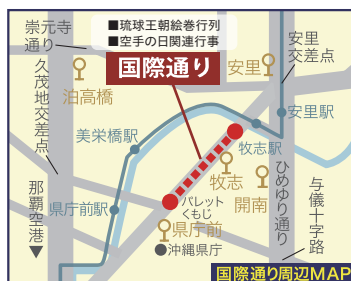 崇元寺
通り
■琉球王朝絵巻行列
■空手の日関連行事
国際通り
安里
安里
交差点
泊高橋
久茂地交差点
美栄橋駅
安里駅
牧志駅
牧志
開南
ひめゆり通り
与儀十字路
県庁前駅
パレット
くもじ
県庁前
那覇空港▼
●沖縄県庁
国際通り周辺MAP